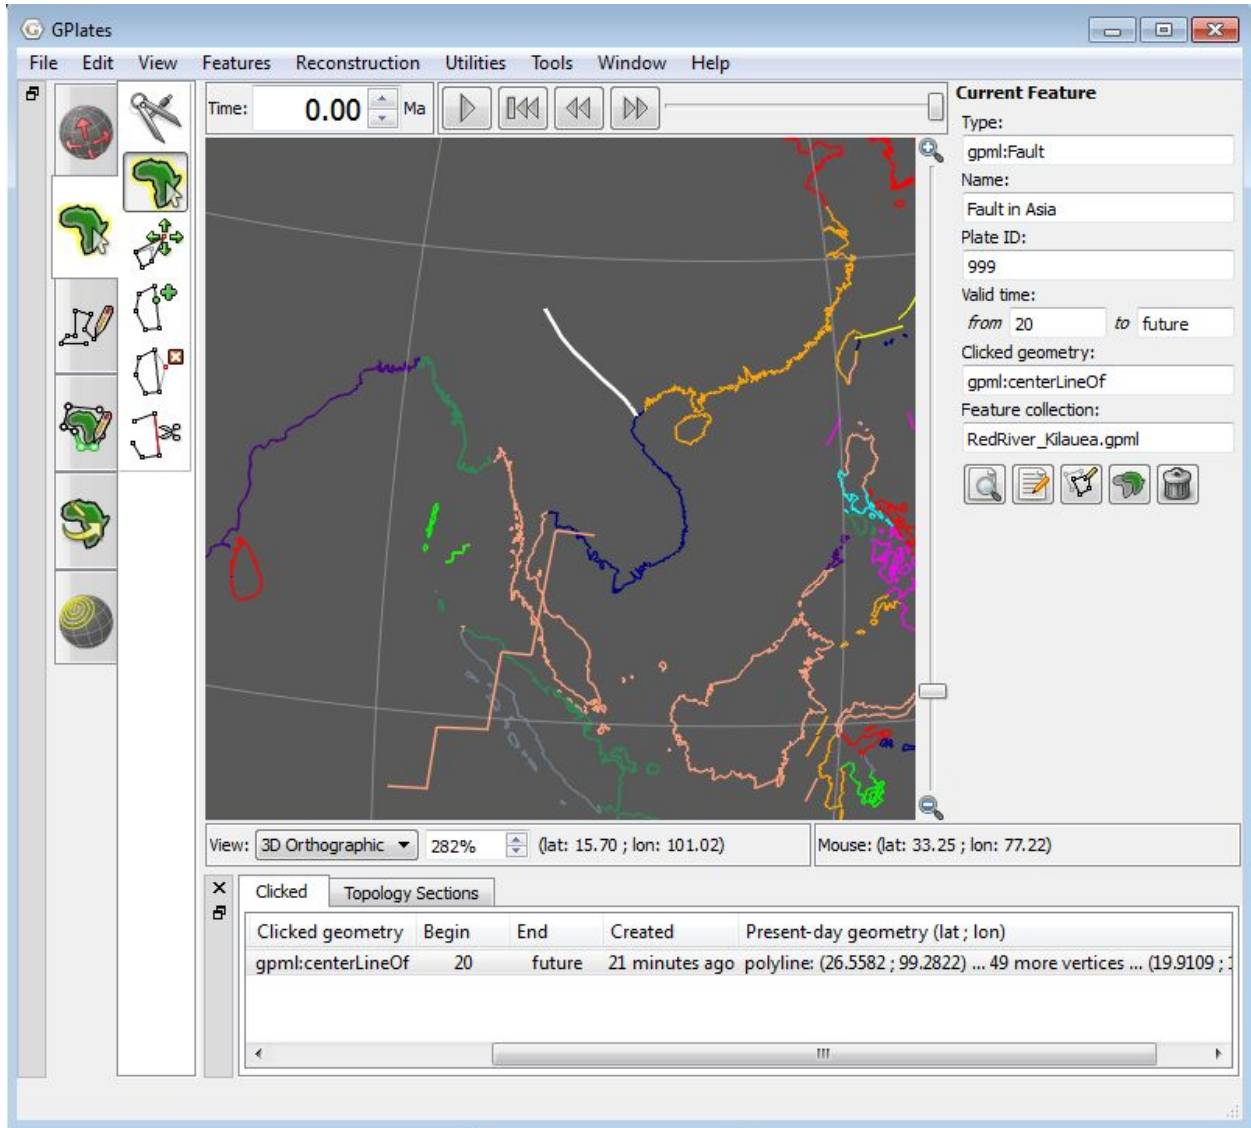 GPlates
File Edit View Features Reconstruction Utilities Tools Window Help
Time: 0.00 Ma
Current Feature
Type:
gpml:Fault
Name:
Fault in Asia
Plate ID:
999
Valid time:
from 20 to future
Clicked geometry:
gpml:centerLineOf
Feature collection:
RedRiver_Kilauea.gpml
View: 3D Orthographic 282% (lat: 15.70 ; lon: 101.02) Mouse: (lat: 33.25 ; lon: 77.22)
Clicked Topology Sections
Clicked geometry Begin End Created Present-day geometry (lat ; lon)
gpml:centerLineOf 20 future 21 minutes ago polyline: (26.5582 ; 99.2822) ... 49 more vertices ... (19.9109 ;